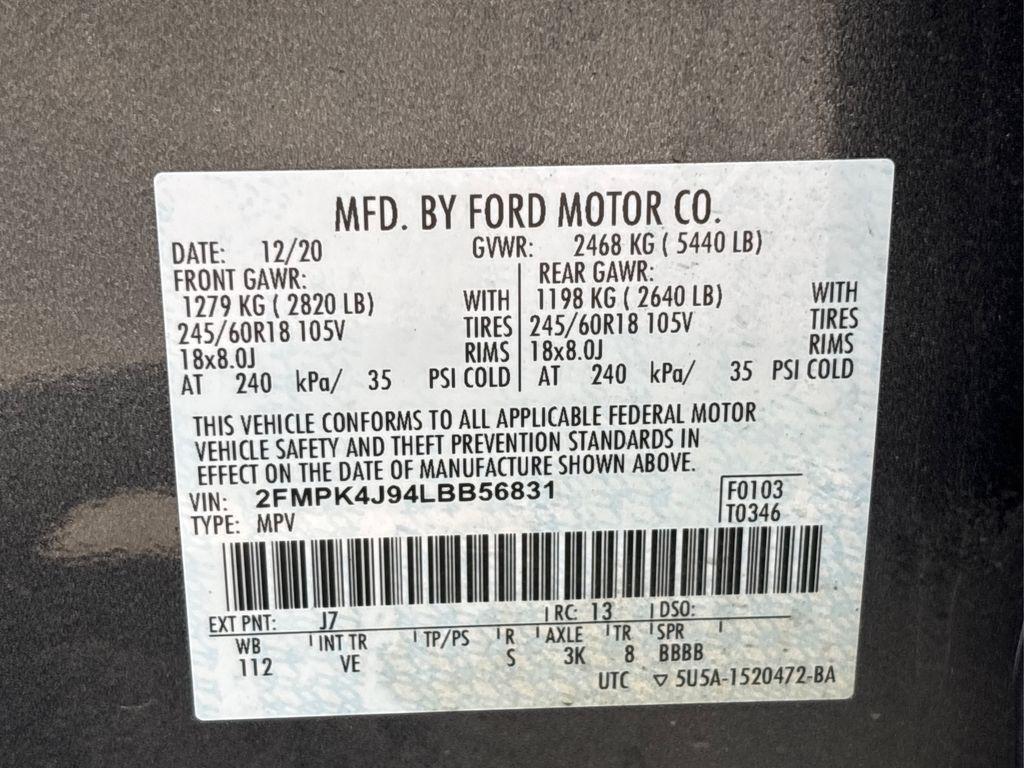 MFD. BY FORD MOTOR CO.
DATE: 12/20 GVWR: 2468 KG ( 5440 LB)
FRONT GAWR: REAR GAWR:
1279 KG ( 2820 LB) WITH 1198 KG ( 2640 LB) WITH
245/60R18 105V TIRES 245/60R18 105V TIRES
18x8.0J RIMS 18x8.0J RIMS
AT 240 kPa/ 35 PSI COLD AT 240 kPa/ 35 PSI COLD
THIS VEHICLE CONFORMS TO ALL APPLICABLE FEDERAL MOTOR
VEHICLE SAFETY AND THEFT PREVENTION STANDARDS IN
EFFECT ON THE DATE OF MANUFACTURE SHOWN ABOVE.
VIN: 2FMPK4J94LBB56831 F0103
TYPE: MPV T0346
EXT PNT: J7 RC: 13 DSO:
WB INT TR TP/PS R AXLE TR SPR
112 VE S 3K 8 BBBB
UTC ▽ 5U5A-1520472-BA